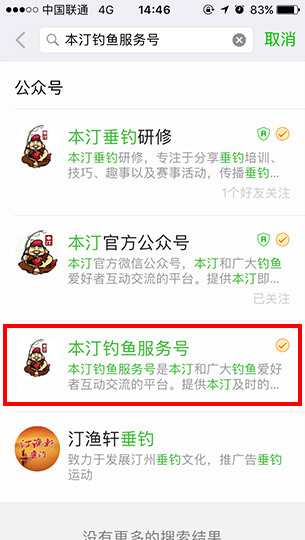 中国联通 4G 14:46 83%
本汀钓鱼服务号 取消
公众号
本汀垂钓研修
本汀垂钓研修，专注于分享垂钓培训、
技巧、趣事以及赛事活动，传播垂钓...
1个好友关注
本汀官方公众号
本汀官方微信公众号，本汀和广大钓鱼
爱好者互动交流的平台。提供本汀即...
已关注
本汀钓鱼服务号
本汀钓鱼服务号是本汀和广大钓鱼爱好
者互动交流的平台。提供本汀及时的...
汀渔轩垂钓
致力于发展汀州垂钓文化，推广垂钓
运动
没有更多的搜索结果